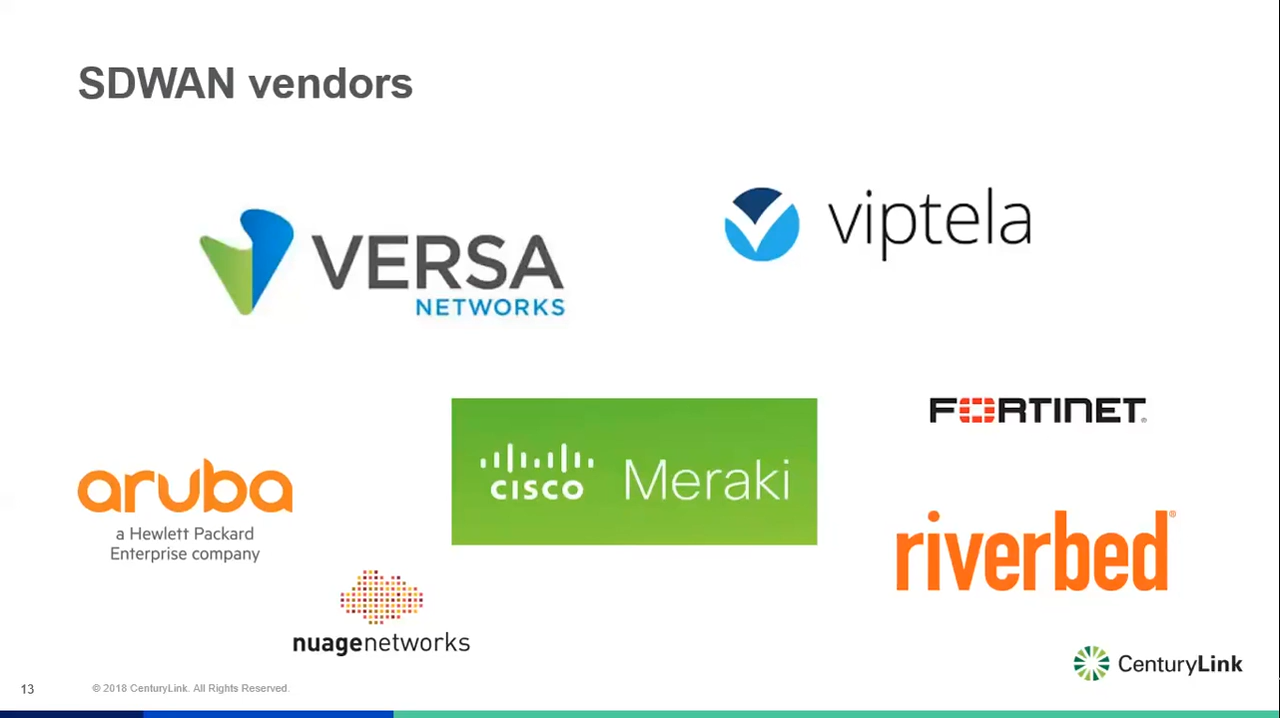 SDWAN vendors
VERSA
NETWORKS
viptela
aruba
a Hewlett Packard
Enterprise company
CISCO Meraki
FORTINET®
riverbed®
nuagenetworks
CenturyLink
13
© 2018 CenturyLink. All Rights Reserved.